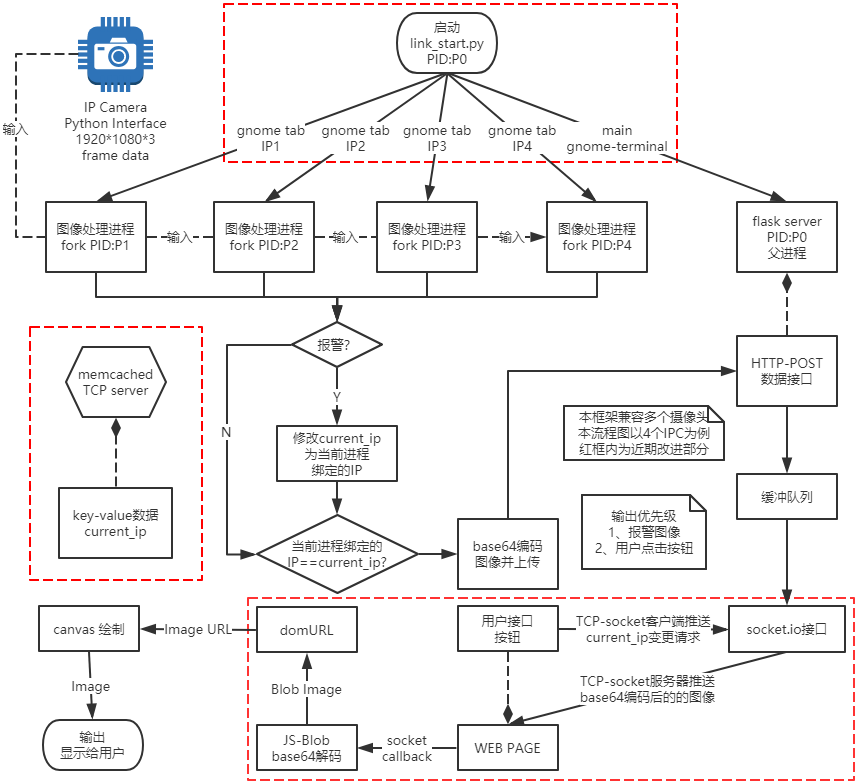 启动
link_start.py
PID:P0
IP Camera
Python Interface
1920*1080*3
frame data
输入
gnome tab
IP1
gnome tab
IP2
gnome tab
IP3
gnome tab
IP4
main
gnome-terminal
图像处理进程
fork PID:P1
输入
图像处理进程
fork PID:P2
输入
图像处理进程
fork PID:P3
输入
图像处理进程
fork PID:P4
flask server
PID:P0
父进程
报警?
memcached
TCP server
HTTP-POST
数据接口
Y
N
本框架兼容多个摄像头
本流程图以4个IPC为例
红框内为近期改进部分
修改current_ip
为当前进程
绑定的IP
key-value数据
current_ip
缓冲队列
输出优先级
1、报警图像
2、用户点击按钮
当前进程绑定的
IP==current_ip?
base64编码
图像并上传
canvas 绘制
Image URL
domURL
用户接口
按钮
TCP-socket客户端推送
current_ip变更请求
socket.io接口
Image
Blob Image
TCP-socket服务器推送
base64编码后的的图像
输出
显示给用户
JS-Blob
base64解码
socket
callback
WEB PAGE